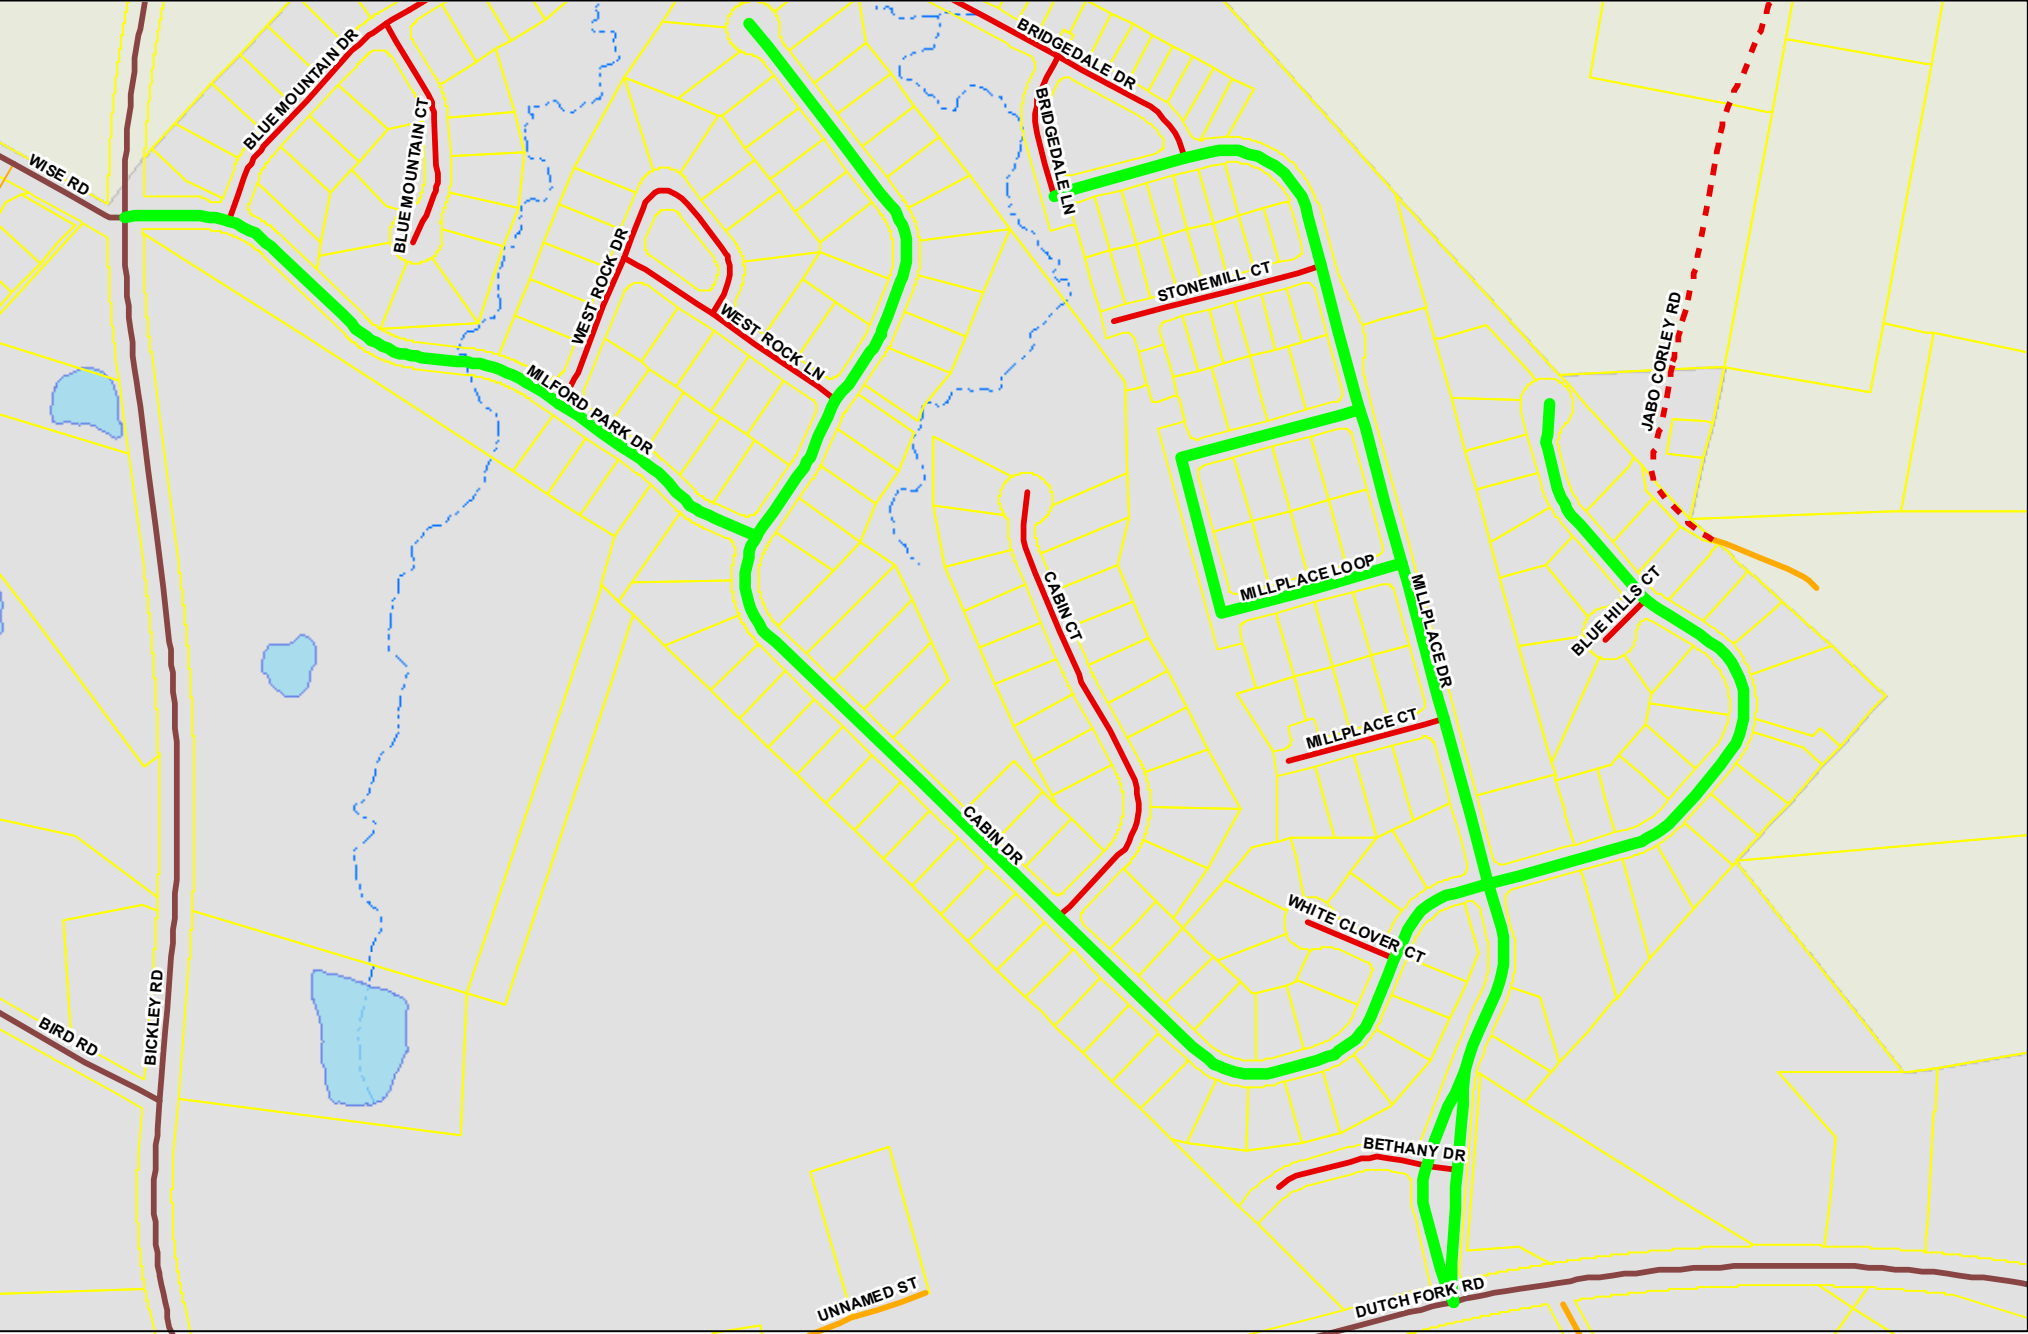 BLUE MOUNTAIN DR
BRIDGEDALE DR
WISE RD
BLUE MOUNTAIN CT
BRIDGEDALE LN
WEST ROCK DR
STONEMILL CT
WEST ROCK LN
JABO CORLEY RD
MILFORD PARK DR
CABIN CT
MILLPLACE LOOP
MILLPLACE DR
BLUE HILLS CT
MILLPLACE CT
CABIN DR
WHITE CLOVER CT
BICKLEY RD
BIRD RD
BETHANY DR
UNNAMED ST
DUTCH FORK RD